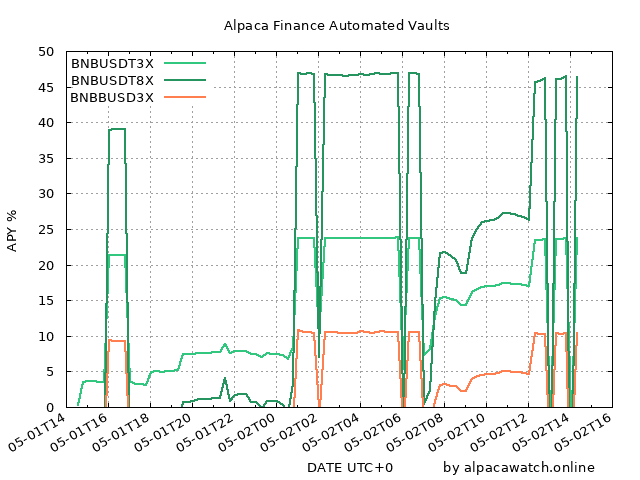 Alpaca Finance Automated Vaults
BNBUSDT3X
BNBUSDT8X
BNBBUSD3X
50
45
40
35
30
25
20
15
10
5
0
APY %
05-01T14
05-01T16
05-01T18
05-01T20
05-01T22
05-02T00
05-02T02
05-02T04
05-02T06
05-02T08
05-02T10
05-02T12
05-02T14
05-02T16
DATE UTC+0
by alpacawatch.online